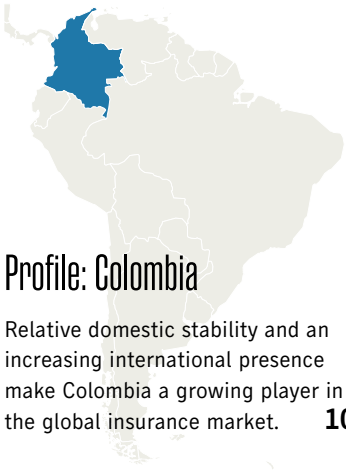 Profile: Colombia
Relative domestic stability and an
increasing international presence
make Colombia a growing player in
the global insurance market. 10